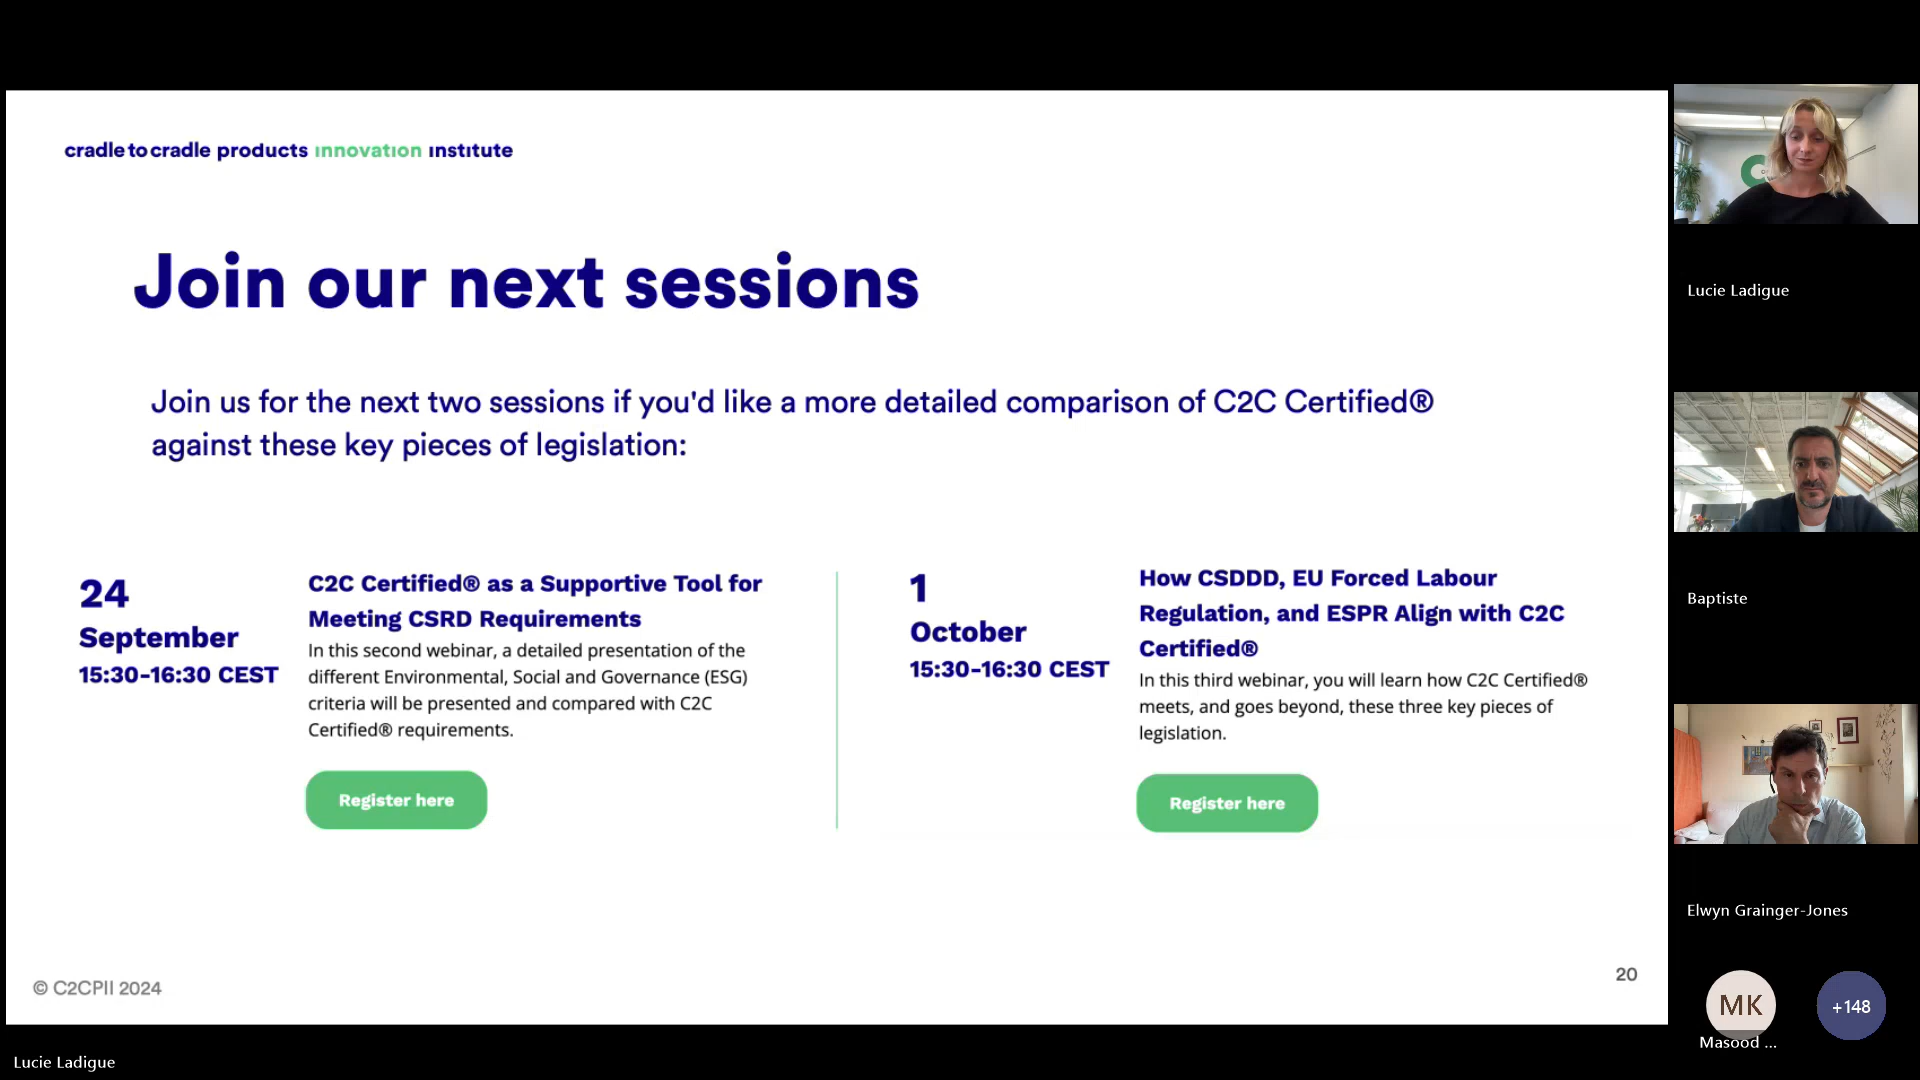 cradle to cradle products innovation institute
Join our next sessions
Join us for the next two sessions if you'd like a more detailed comparison of C2C Certified®
against these key pieces of legislation:
24
September
15:30-16:30 CEST
C2C Certified® as a Supportive Tool for
Meeting CSRD Requirements
In this second webinar, a detailed presentation of the
different Environmental, Social and Governance (ESG)
criteria will be presented and compared with C2C
Certified® requirements.
Register here
1
October
15:30-16:30 CEST
How CSDDD, EU Forced Labour
Regulation, and ESPR Align with C2C
Certified®
In this third webinar, you will learn how C2C Certified®
meets, and goes beyond, these three key pieces of
legislation.
Register here
© C2CPII 2024
20
Lucie Ladigue
Lucie Ladigue
Baptiste
Elwyn Grainger-Jones
MK
Masood ...
+148